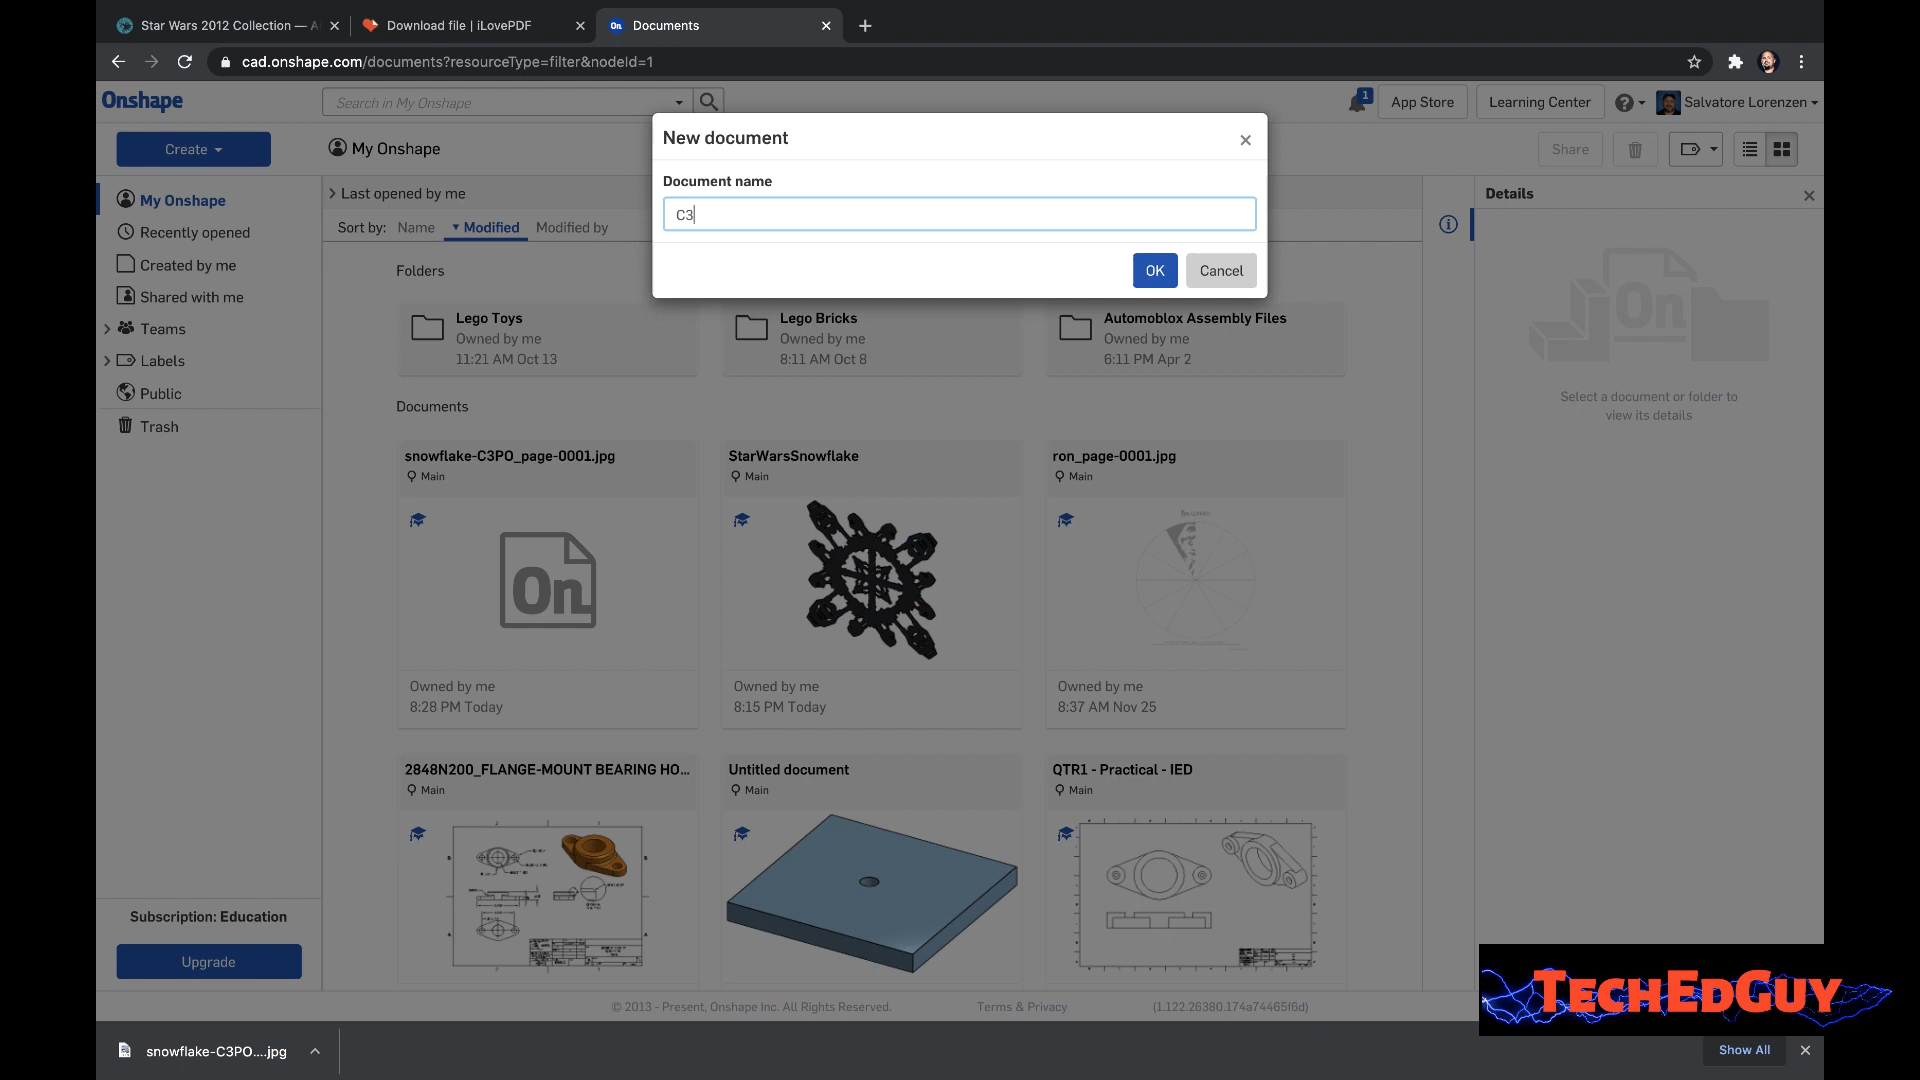 Star Wars 2012 Collection — A
Download file | iLovePDF
Documents
cad.onshape.com/documents?resourceType=filter&nodeId=1
Onshape
Search in My Onshape
1
App Store
Learning Center
Salvatore Lorenzen
Create
My Onshape
Share
New document
Document name
C3
OK
Cancel
My Onshape
Recently opened
Created by me
Shared with me
Teams
Labels
Public
Trash
Last opened by me
Sort by: Name Modified Modified by
Details
On
Select a document or folder to
view its details
Folders
Lego Toys
Owned by me
11:21 AM Oct 13
Lego Bricks
Owned by me
8:11 AM Oct 8
Automoblox Assembly Files
Owned by me
6:11 PM Apr 2
Documents
snowflake-C3PO_page-0001.jpg
Main
On
Owned by me
8:28 PM Today
StarWarsSnowflake
Main
Owned by me
8:15 PM Today
ron_page-0001.jpg
Main
Owned by me
8:37 AM Nov 25
2848N200_FLANGE-MOUNT BEARING HO...
Main
Untitled document
Main
QTR1 - Practical - IED
Main
Subscription: Education
Upgrade
© 2013 - Present, Onshape Inc. All Rights Reserved.
Terms & Privacy
(1.122.26380.174a74465f6d)
TECHEDGUY
snowflake-C3PO....jpg
Show All